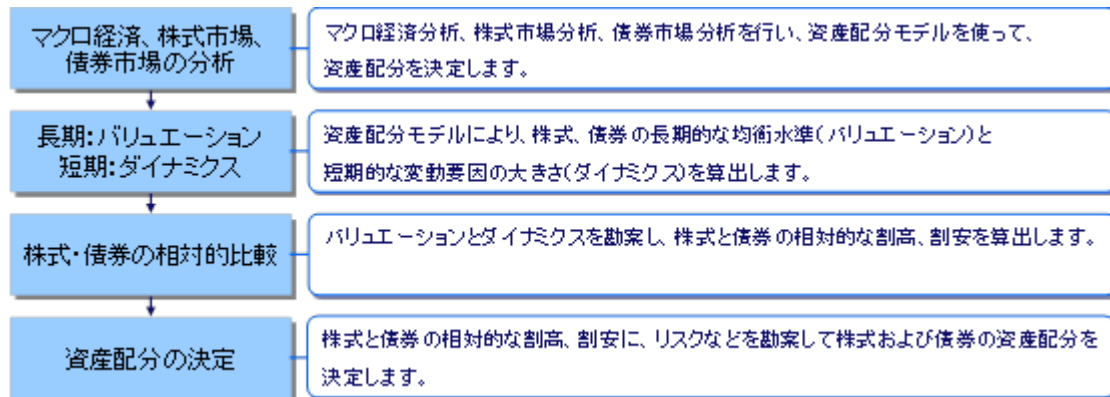 マクロ経済、株式市場、
債券市場の分析
マクロ経済分析、株式市場分析、債券市場分析を行い、資産配分モデルを使って、
資産配分を決定します。
長期:バリュエーション
短期:ダイナミクス
資産配分モデルにより、株式、債券の長期的な均衡水準(バリュエーション)と
短期的な変動要因の大きさ(ダイナミクス)を算出します。
株式・債券の相対的比較
バリュエーションとダイナミクスを勘案し、株式と債券の相対的な割高、割安を算出します。
資産配分の決定
株式と債券の相対的な割高、割安に、リスクなどを勘案して株式および債券の資産配分を
決定します。